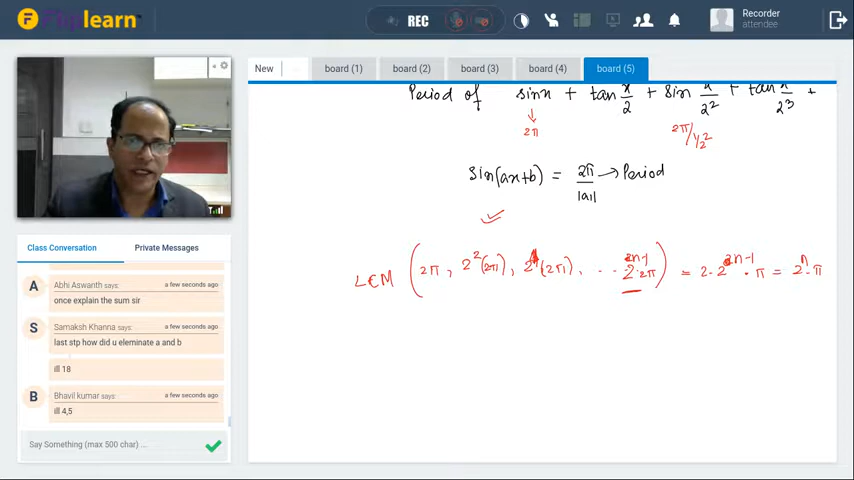 Fliplearn
REC
Recorder
attendee
New
board (1)
board (2)
board (3)
board (4)
board (5)
Period of sinx + tan x/2 + sin x/2² + tan x/2³ +
2π
2π/1/2²
sin(ax+b) = 2π/|a| → Period
LCM (2π, 2²(2π), 2⁴(2π), ... 2²ⁿ⁻¹·2π) = 2·2²ⁿ⁻¹·π = 2ⁿ·π
Class Conversation
Private Messages
A
Abhi Aswanth says:
a few seconds ago
once explain the sum sir
S
Samaksh Khanna says:
a few seconds ago
last stp how did u eleminate a and b
ill 18
B
Bhavil kumar says:
a few seconds ago
ill 4,5
Say Something (max 500 char) ...